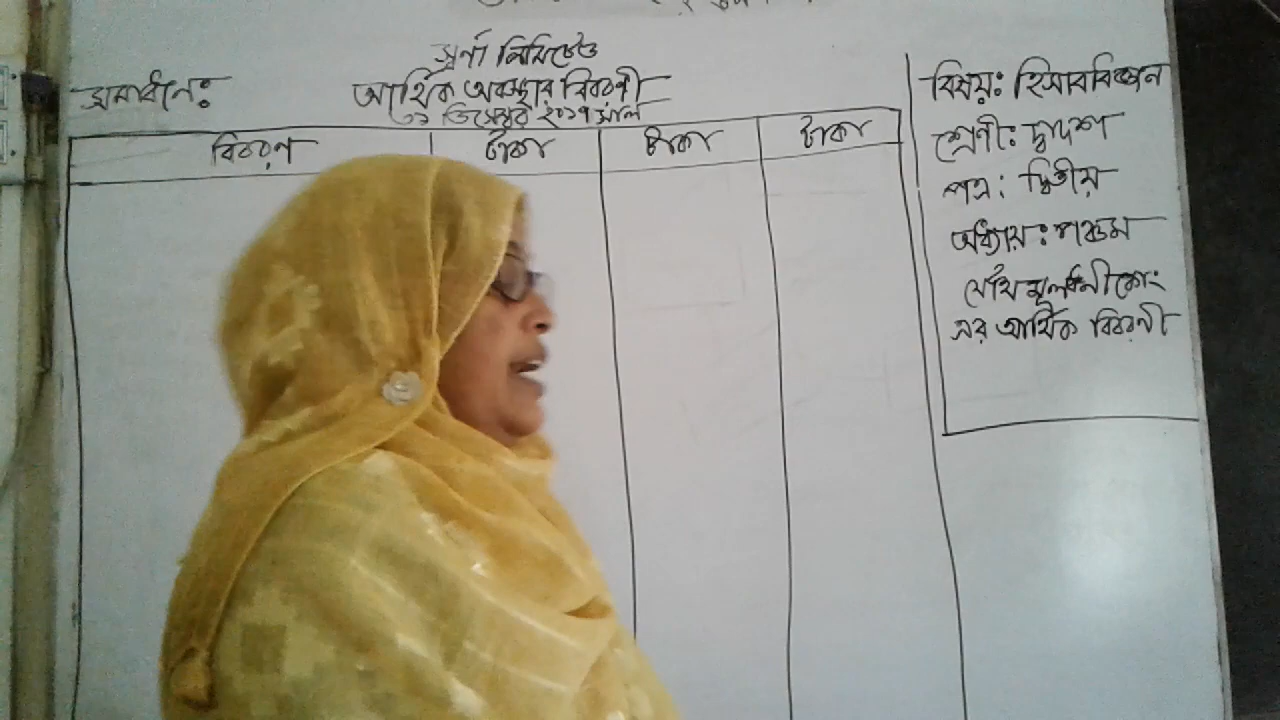 স্বর্না লিমিটেড
সমাধান:
আর্থিক অবস্থার বিবরণী
৩১ ডিসেম্বর ২০১৭ সাল
বিবরণ টাকা টাকা টাকা
বিষয়: হিসাববিজ্ঞান
শ্রেণী: দ্বাদশ
পত্র: দ্বিতীয়
অধ্যায়: পঞ্চম
যৌথ মূলধনী কোং
এর আর্থিক বিবরণী